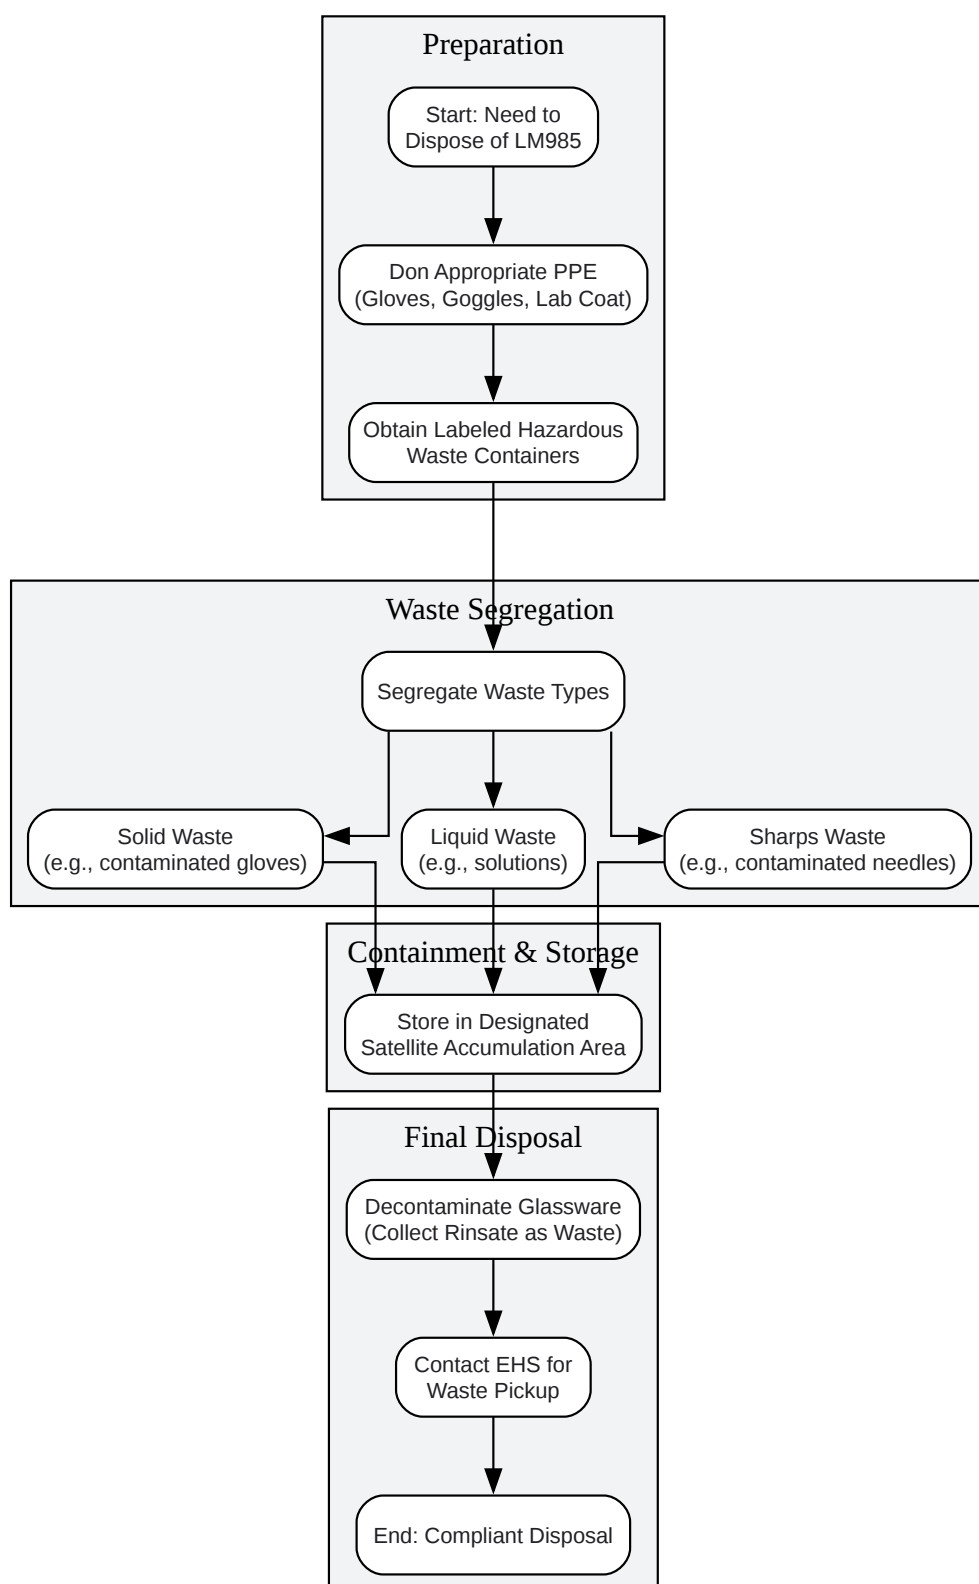 Preparation
Start: Need to
Dispose of LM985
Don Appropriate PPE
(Gloves, Goggles, Lab Coat)
Obtain Labeled Hazardous
Waste Containers
Waste Segregation
Segregate Waste Types
Solid Waste
(e.g., contaminated gloves)
Liquid Waste
(e.g., solutions)
Sharps Waste
(e.g., contaminated needles)
Containment & Storage
Store in Designated
Satellite Accumulation Area
Final Disposal
Decontaminate Glassware
(Collect Rinsate as Waste)
Contact EHS for
Waste Pickup
End: Compliant Disposal